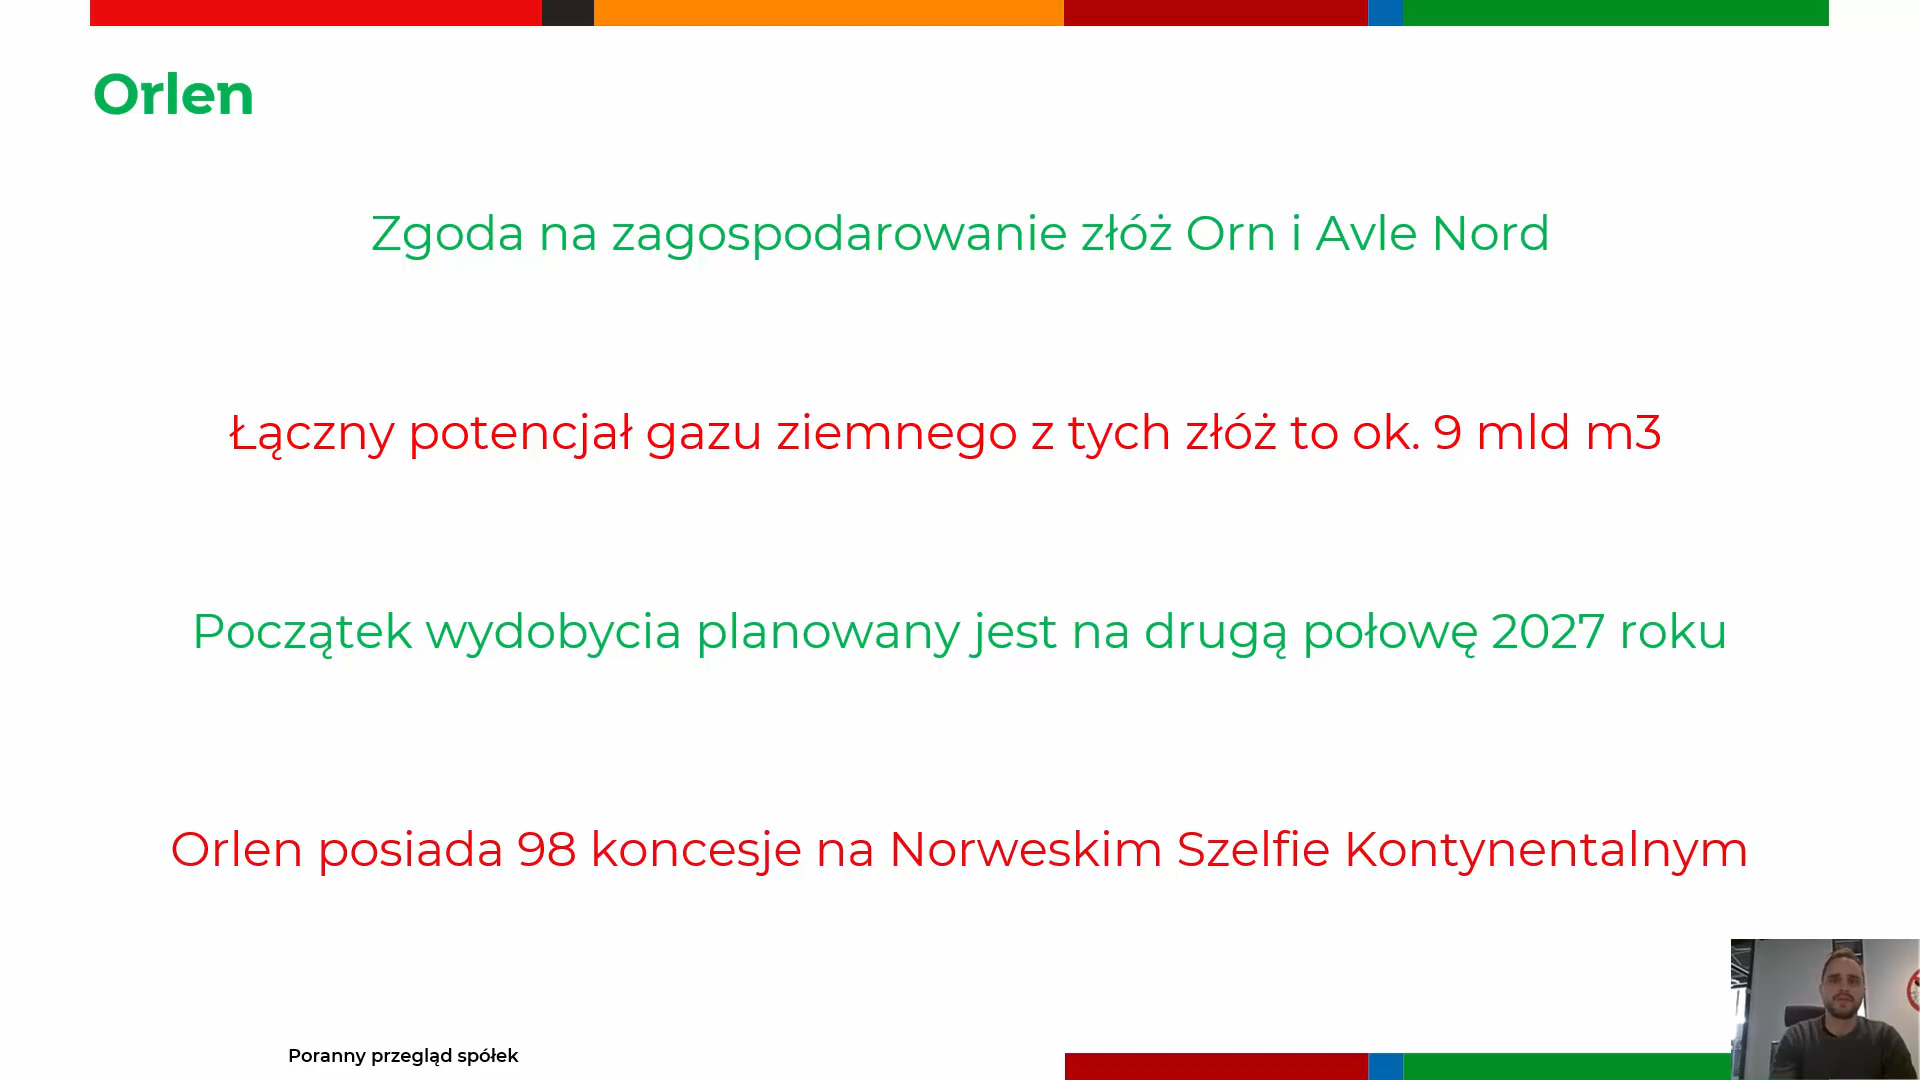 Orlen
Zgoda na zagospodarowanie złóż Orn i Avle Nord
Łączny potencjał gazu ziemnego z tych złóż to ok. 9 mld m3
Początek wydobycia planowany jest na drugą połowę 2027 roku
Orlen posiada 98 koncesje na Norweskim Szelfie Kontynentalnym
Poranny przegląd spółek